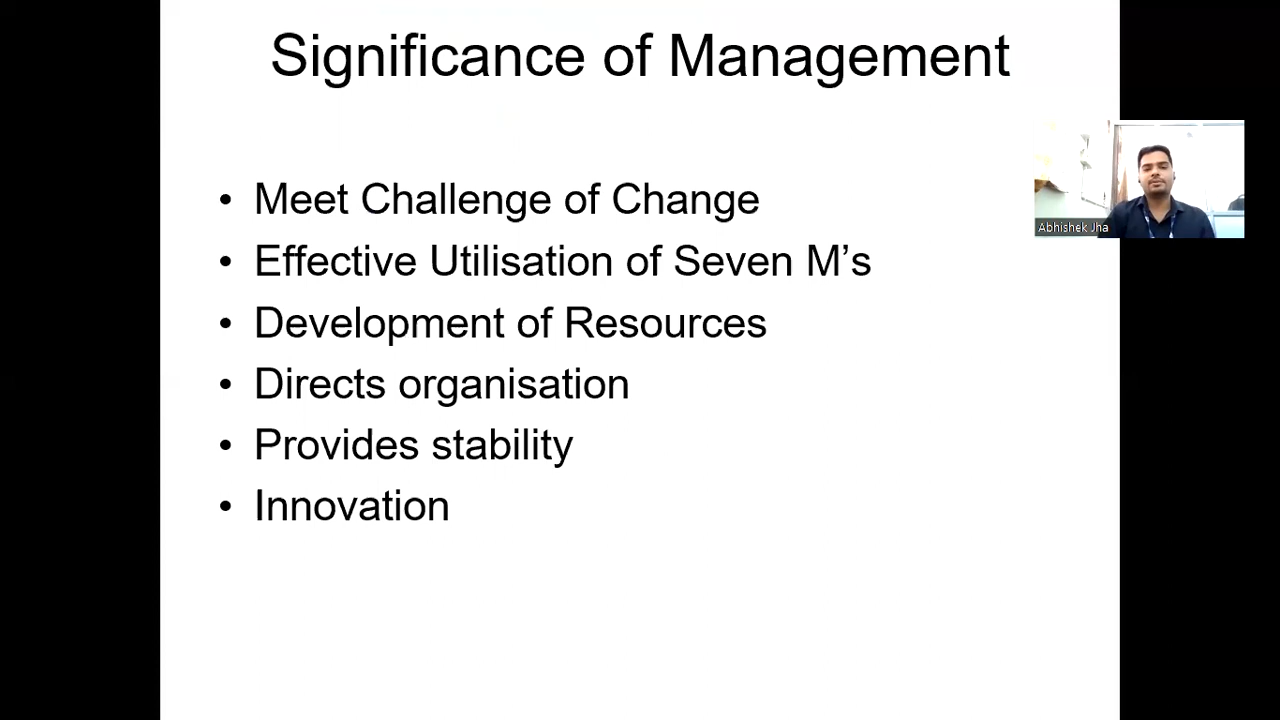 Significance of Management
• Meet Challenge of Change
• Effective Utilisation of Seven M’s
• Development of Resources
• Directs organisation
• Provides stability
• Innovation
Abhishek Jha